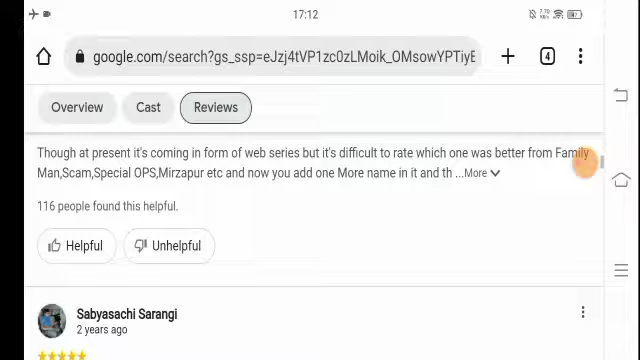 17:12
7.70
KB/s
google.com/search?gs_ssp=eJzj4tVP1zc0zLMoik_OMsowYPTiyE
4
Overview
Cast
Reviews
Though at present it's coming in form of web series but it's difficult to rate which one was better from Family
Man,Scam,Special OPS,Mirzapur etc and now you add one More name in it and th ...More
116 people found this helpful.
Helpful
Unhelpful
Sabyasachi Sarangi
2 years ago